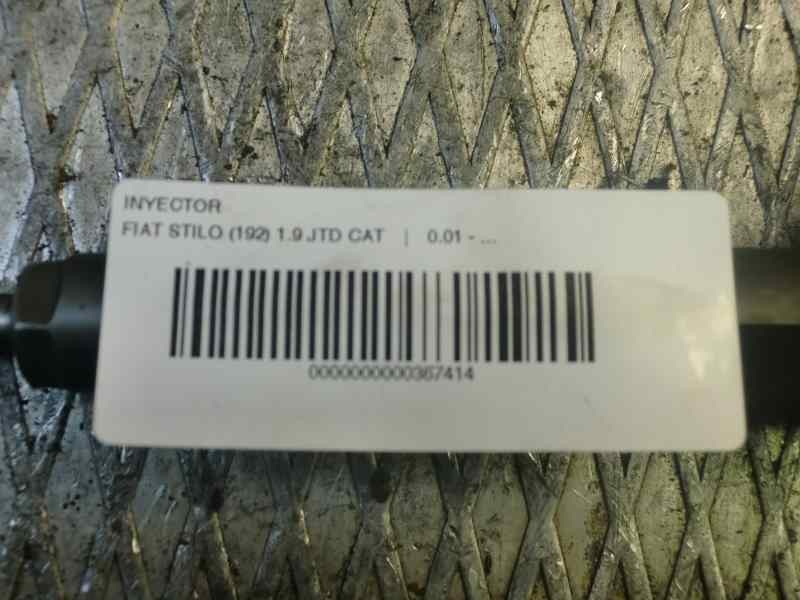 INYECTOR
FIAT STILO (192) 1.9 JTD CAT | 0.01 - ...
0000000000367414